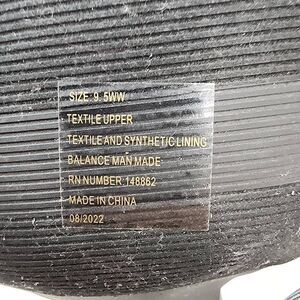 SIZE: 9.5WW
TEXTILE UPPER
TEXTILE AND SYNTHETIC LINING
BALANCE MAN MADE
RN NUMBER:148862
MADE IN CHINA
08/2022